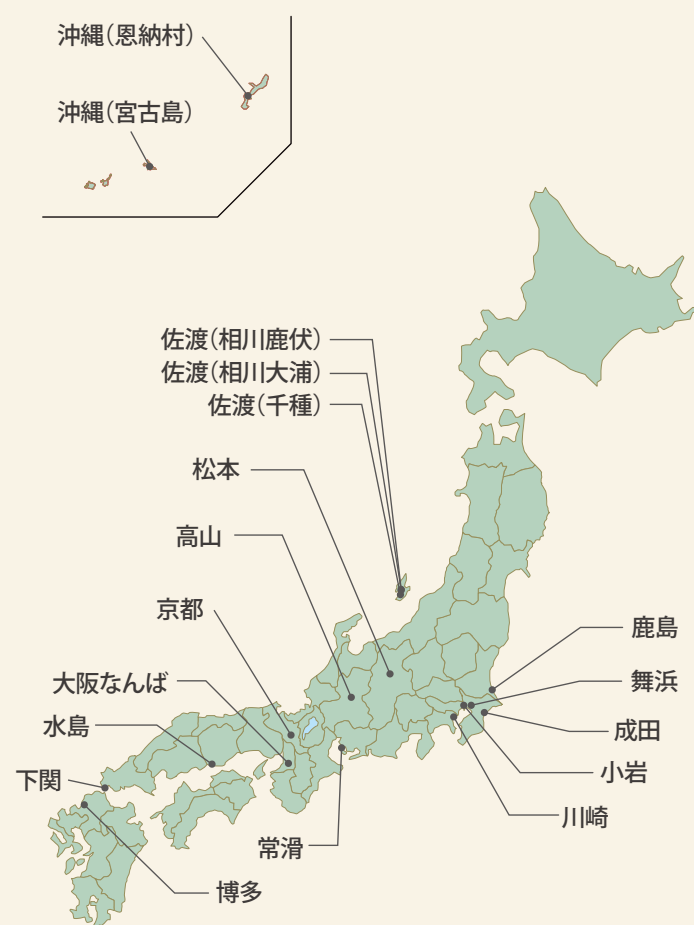 沖縄（恩納村）
沖縄（宮古島）
佐渡（相川鹿伏）
佐渡（相川大浦）
佐渡（千種）
松本
高山
京都
大阪なんば
水島
下関
博多
常滑
鹿島
舞浜
成田
小岩
川崎